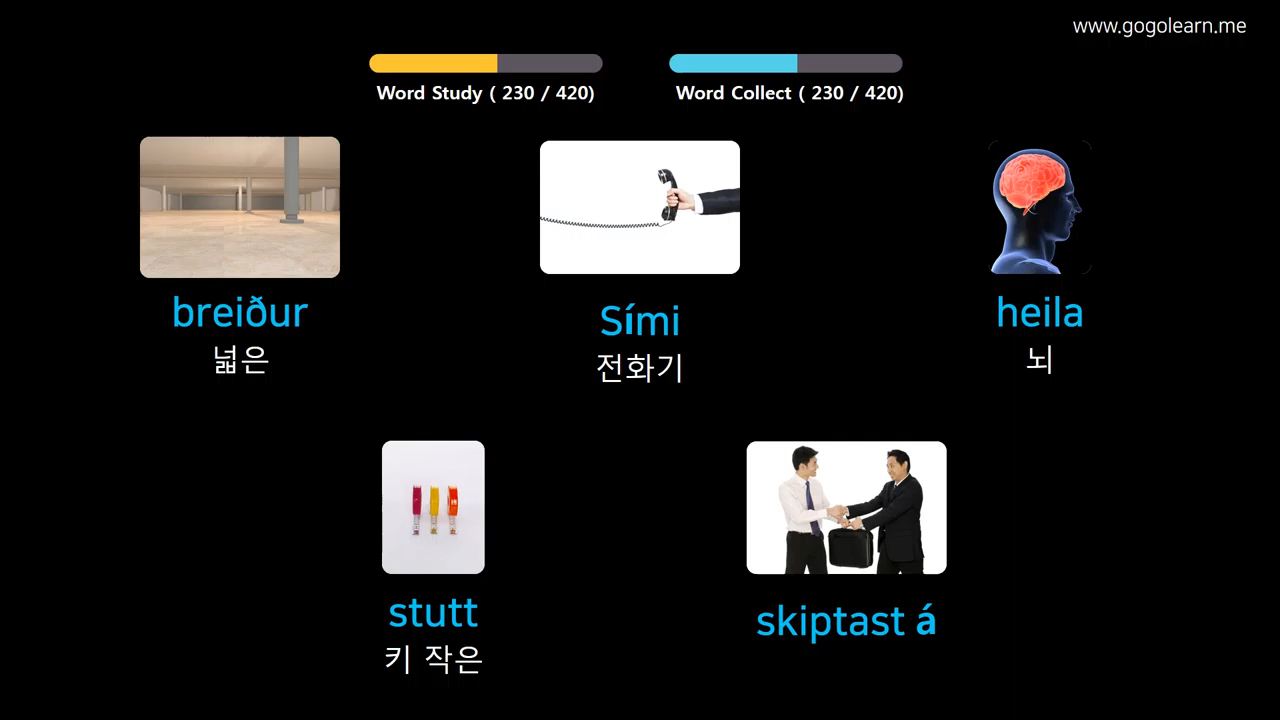 www.gogolearn.me
Word Study ( 230 / 420)
Word Collect ( 230 / 420)
breiður
넓은
Sími
전화기
heila
뇌
stutt
키 작은
skiptast á